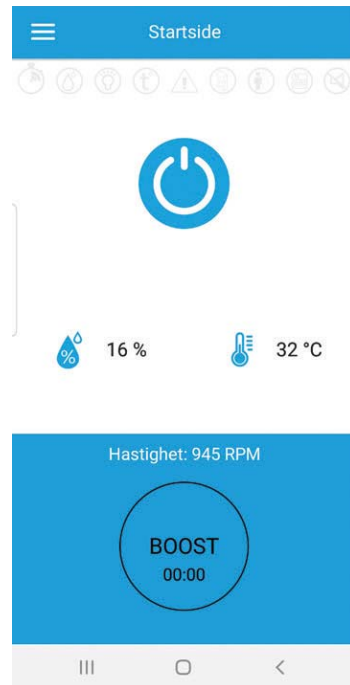 Startside
16 %
32 °C
Hastighet: 945 RPM
BOOST
00:00